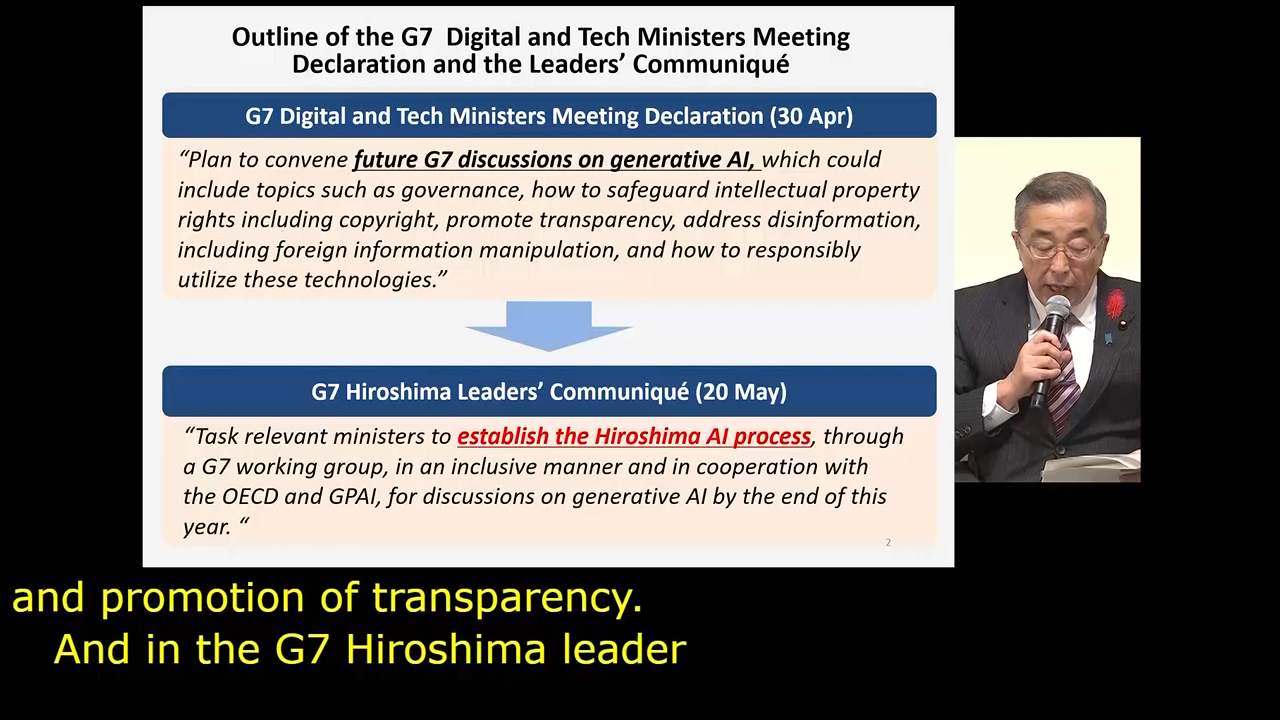 Outline of the G7 Digital and Tech Ministers Meeting
Declaration and the Leaders’ Communiqué
G7 Digital and Tech Ministers Meeting Declaration (30 Apr)
“Plan to convene future G7 discussions on generative AI, which could
include topics such as governance, how to safeguard intellectual property
rights including copyright, promote transparency, address disinformation,
including foreign information manipulation, and how to responsibly
utilize these technologies.”
G7 Hiroshima Leaders’ Communiqué (20 May)
“Task relevant ministers to establish the Hiroshima AI process, through
a G7 working group, in an inclusive manner and in cooperation with
the OECD and GPAI, for discussions on generative AI by the end of this
year. “
2
and promotion of transparency.
And in the G7 Hiroshima leader